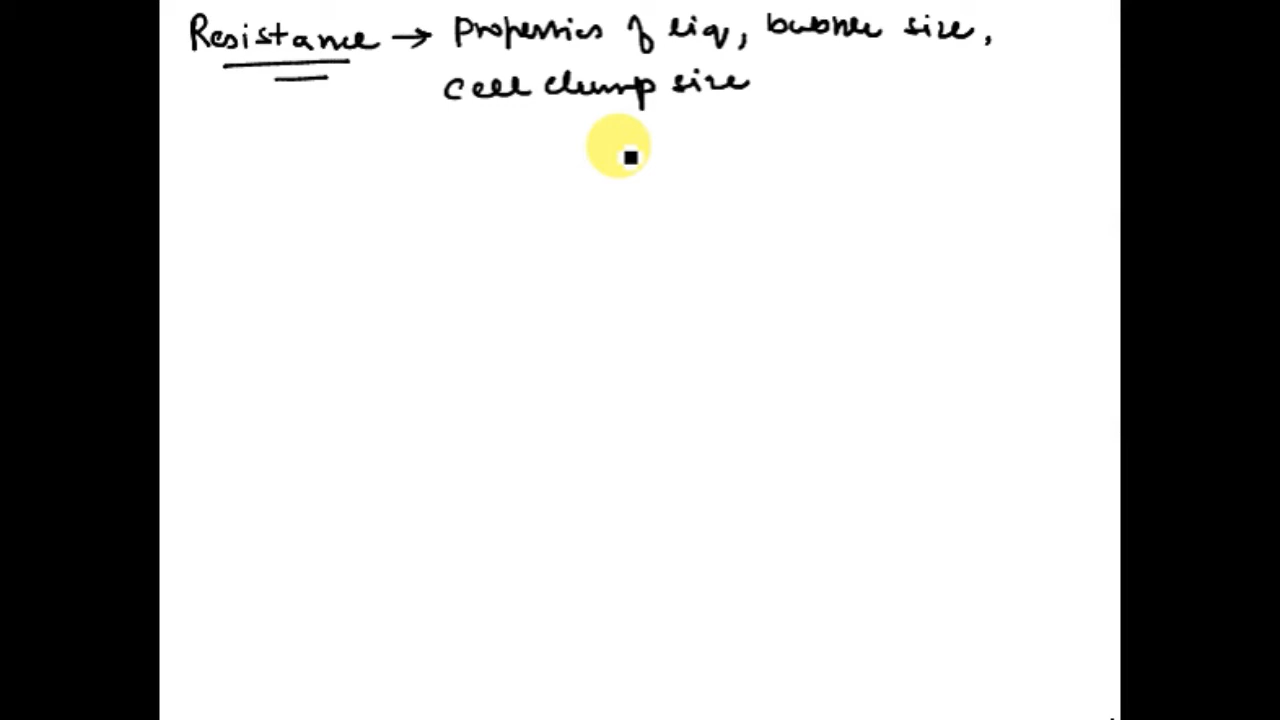 Resistance → Properties of liq, bubble size,
cell clump size